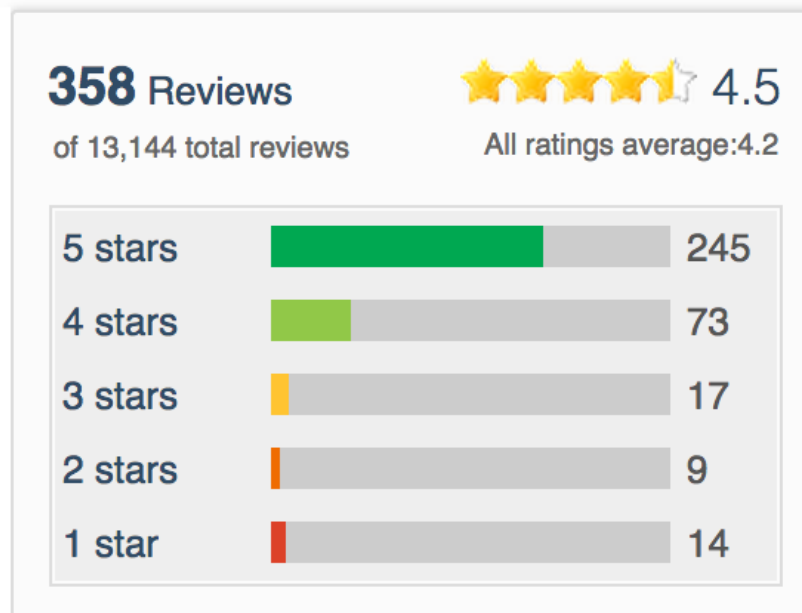 358 Reviews
4.5
of 13,144 total reviews
All ratings average:4.2
5 stars 245
4 stars 73
3 stars 17
2 stars 9
1 star 14